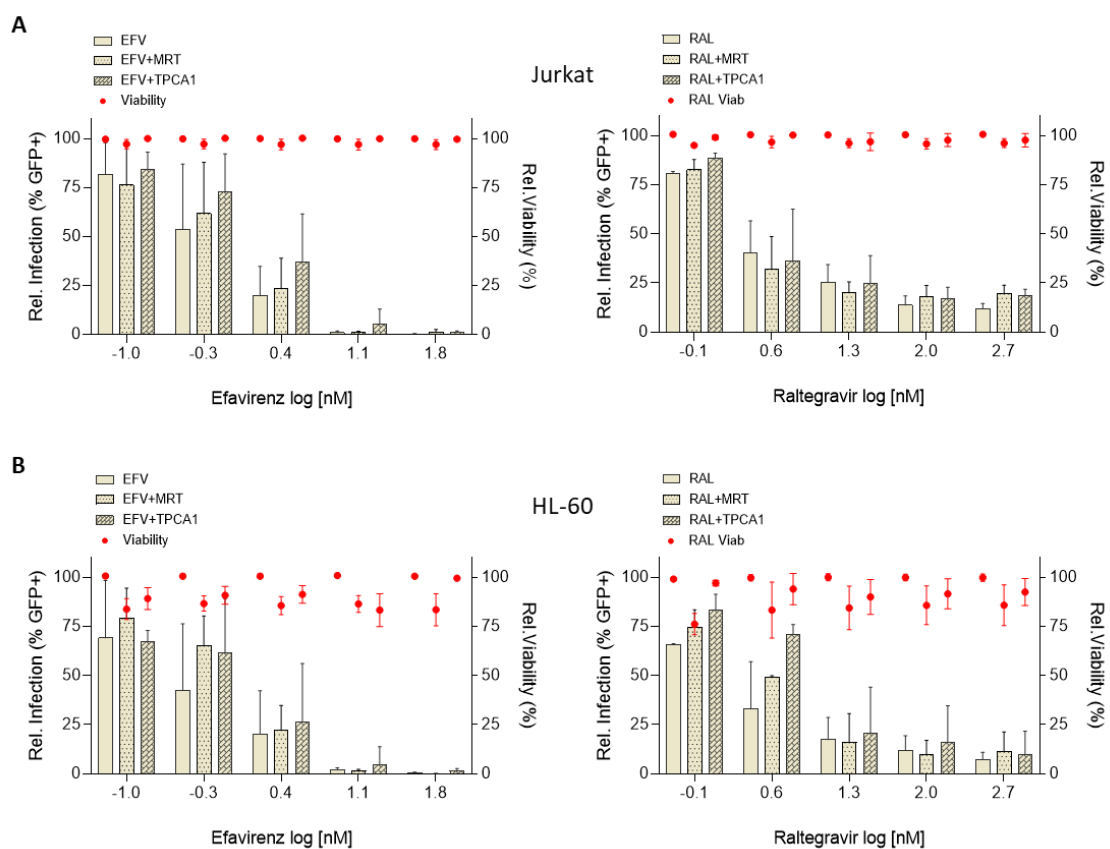 A
EFV
EFV+MRT
EFV+TPCA1
Viability
Jurkat
RAL
RAL+MRT
RAL+TPCA1
RAL Viab
Rel. Infection (% GFP+)
100
75
50
25
0
100
75
50
25
0
Rel.Viability (%)
-1.0 -0.3 0.4 1.1 1.8
Efavirenz log [nM]
Rel. Infection (% GFP+)
100
75
50
25
0
100
75
50
25
0
Rel.Viability (%)
-0.1 0.6 1.3 2.0 2.7
Raltegravir log [nM]
B
EFV
EFV+MRT
EFV+TPCA1
Viability
HL-60
RAL
RAL+MRT
RAL+TPCA1
RAL Viab
Rel. Infection (% GFP+)
100
75
50
25
0
100
75
50
25
0
Rel.Viability (%)
-1.0 -0.3 0.4 1.1 1.8
Efavirenz log [nM]
Rel. Infection (% GFP+)
100
75
50
25
0
100
75
50
25
0
Rel.Viability (%)
-0.1 0.6 1.3 2.0 2.7
Raltegravir log [nM]